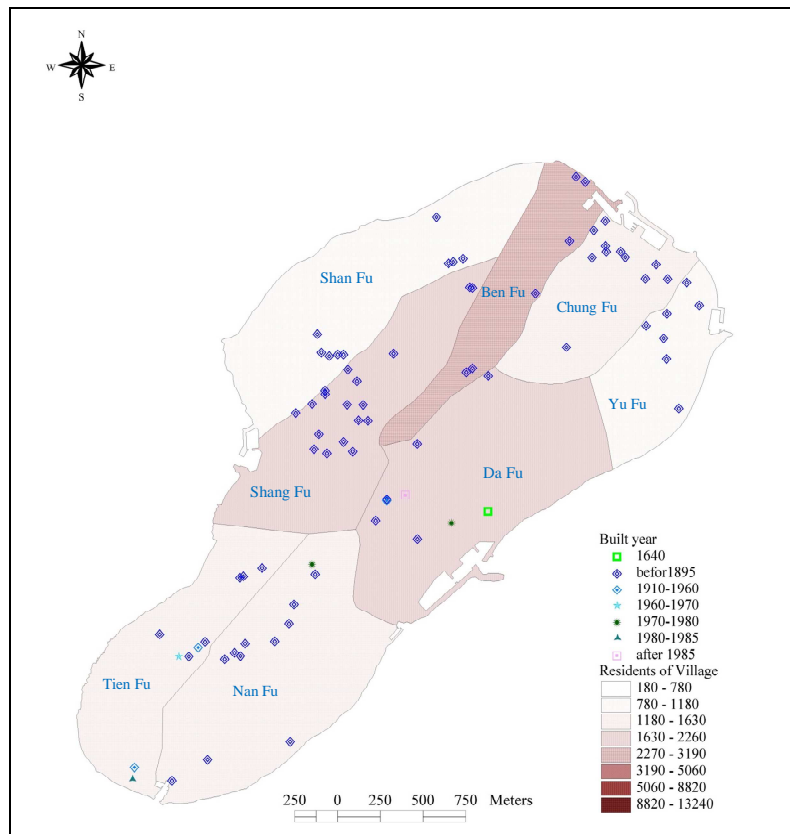 N
W E
S
Shan Fu
Ben Fu
Chung Fu
Yu Fu
Da Fu
Shang Fu
Tien Fu
Nan Fu
Built year
1640
befor1895
1910-1960
1960-1970
1970-1980
1980-1985
after 1985
Residents of Village
180 - 780
780 - 1180
1180 - 1630
1630 - 2260
2270 - 3190
3190 - 5060
5060 - 8820
8820 - 13240
250 0 250 500 750 Meters